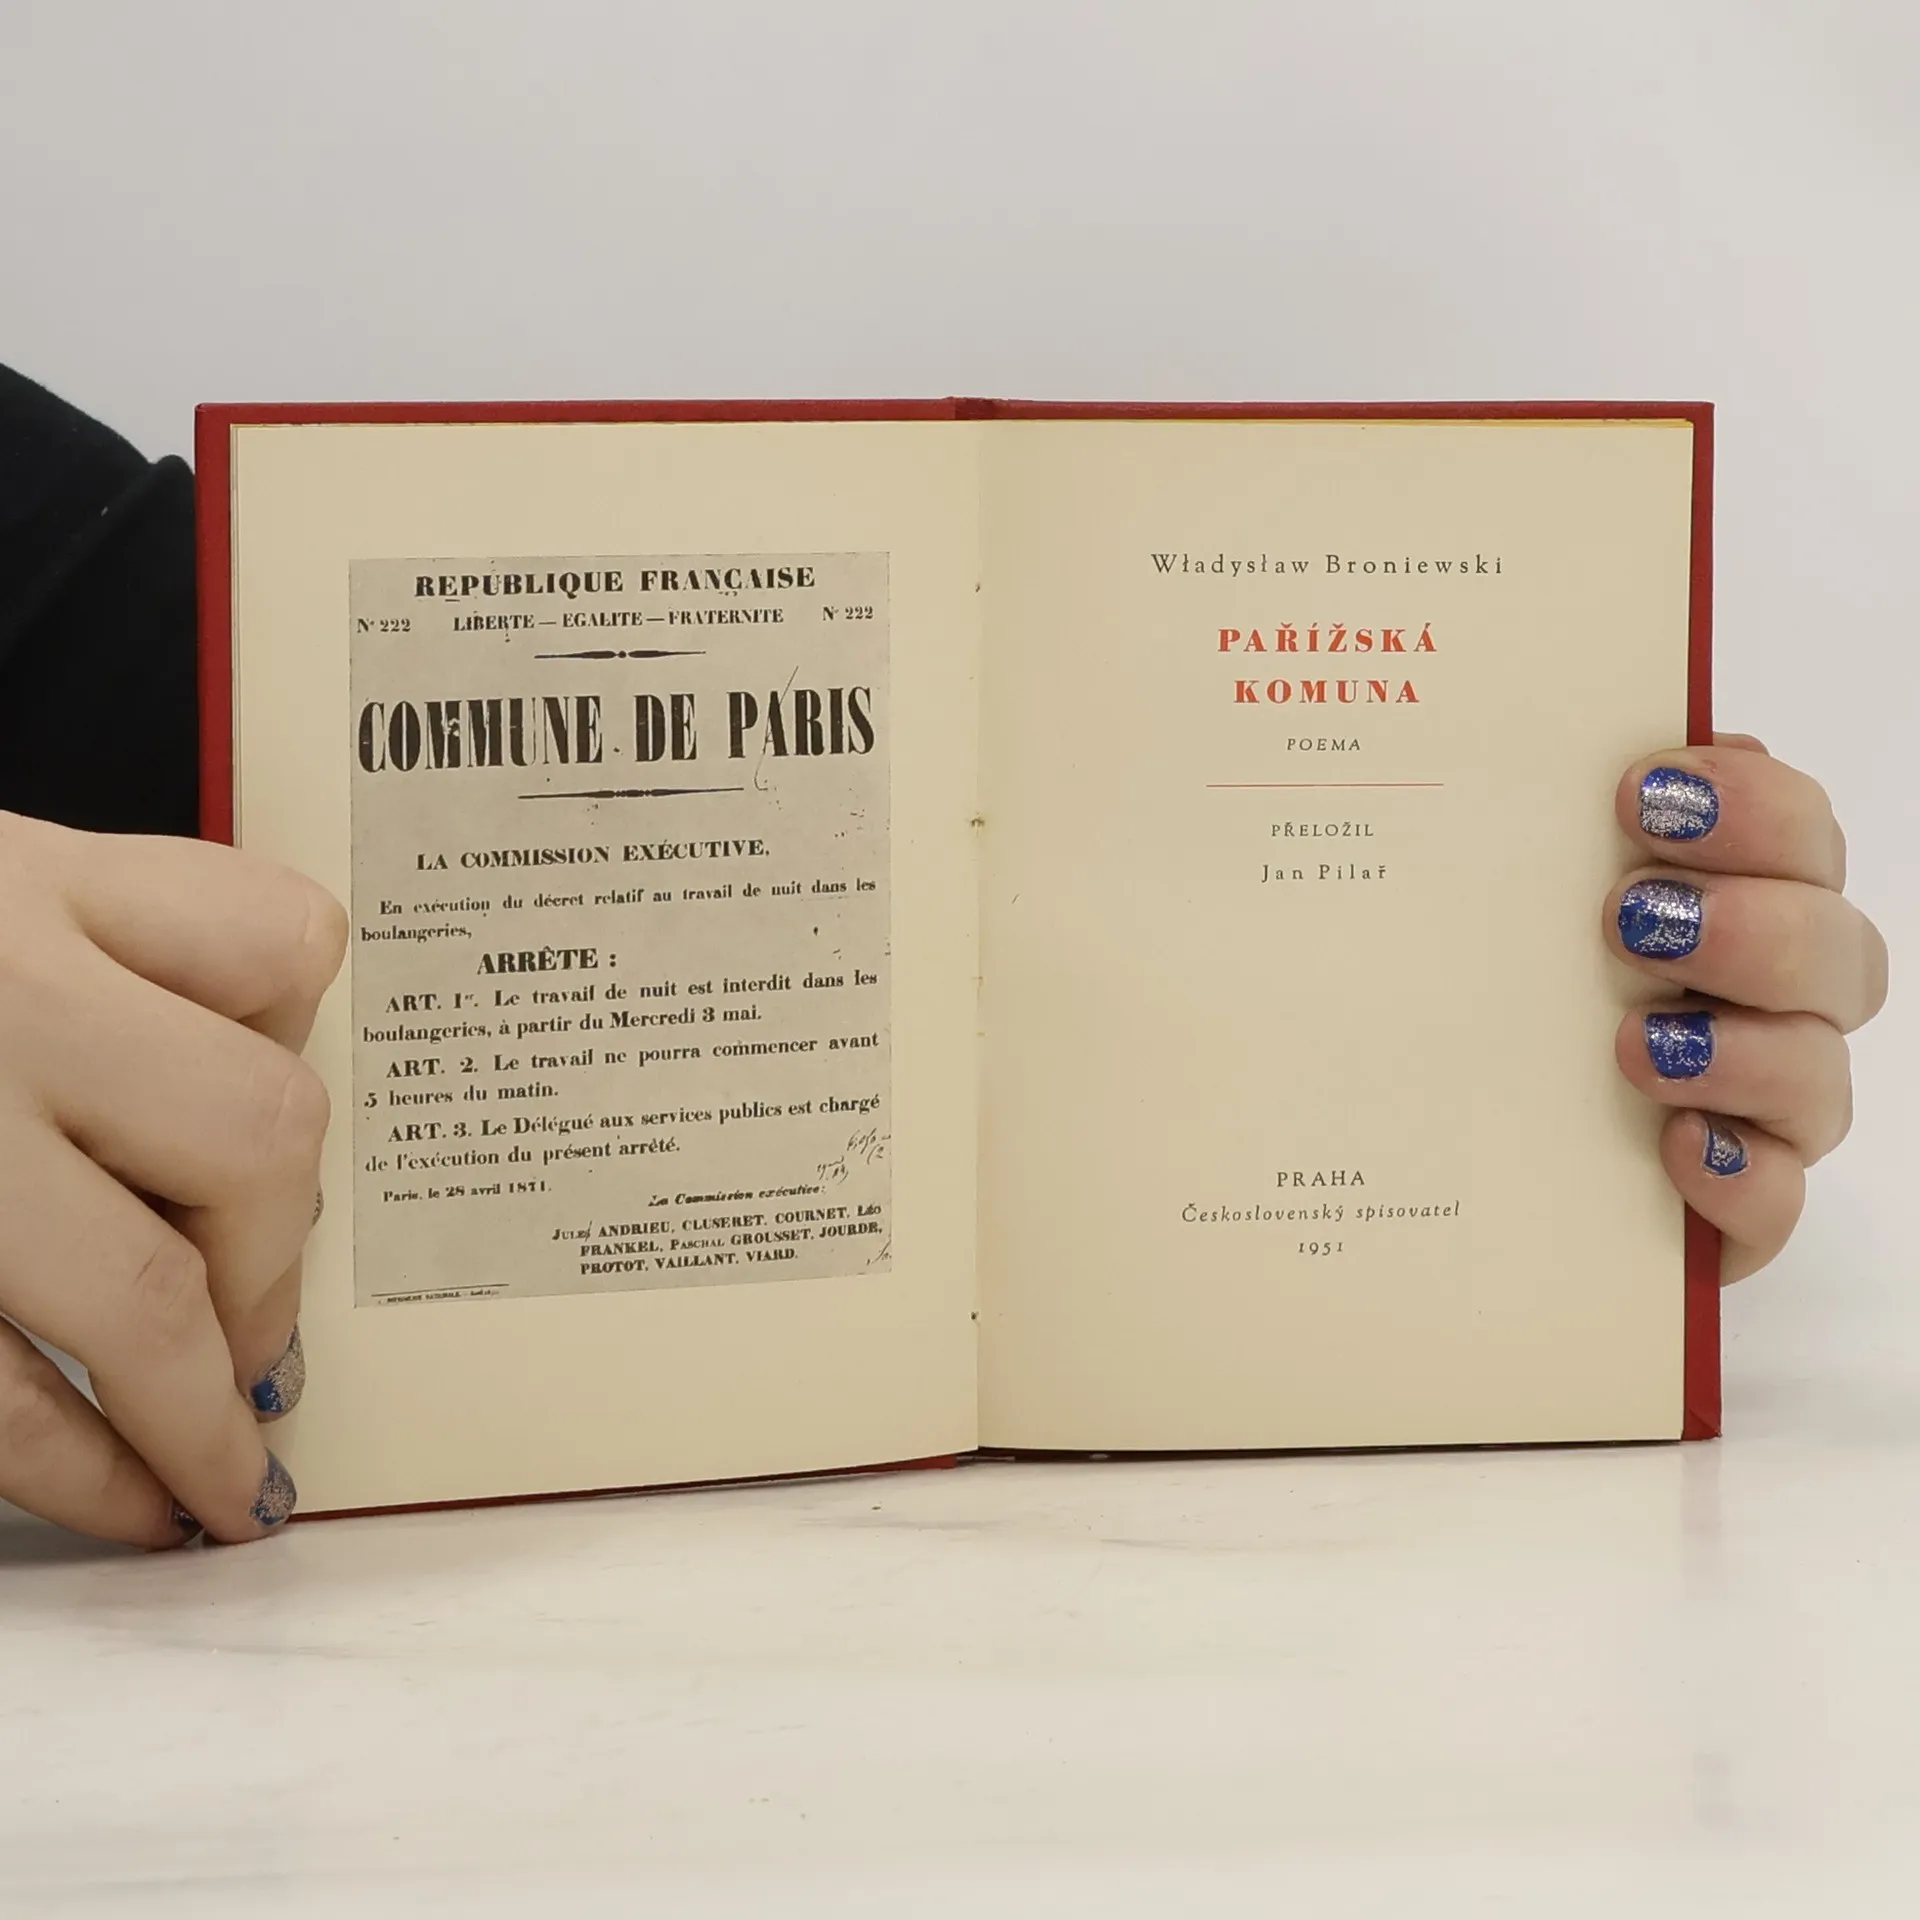 REPUBLIQUE FRANÇAISE
N° 222 LIBERTE — EGALITE — FRATERNITE N° 222
COMMUNE DE PARIS
LA COMMISSION EXÉCUTIVE,
En exécution du décret relatif au travail de nuit dans les
boulangeries,
ARRÊTE :
ART. 1er. Le travail de nuit est interdit dans les
boulangeries, à partir du Mercredi 3 mai.
ART. 2. Le travail ne pourra commencer avant
5 heures du matin.
ART. 3. Le Délégué aux services publics est chargé
de l'exécution du présent arrêté.
Paris, le 28 avril 1871.
La Commission exécutive:
JULES ANDRIEU, CLUSERET, COURNET, LÉO
FRANKEL, PASCHAL GROUSSET, JOURDE,
PROTOT, VAILLANT, VIARD.
IMPRIMERIE NATIONALE.
Władysław Broniewski
PAŘÍŽSKÁ
KOMUNA
POEMA
PŘELOŽIL
Jan Pilař
PRAHA
Československý spisovatel
1951